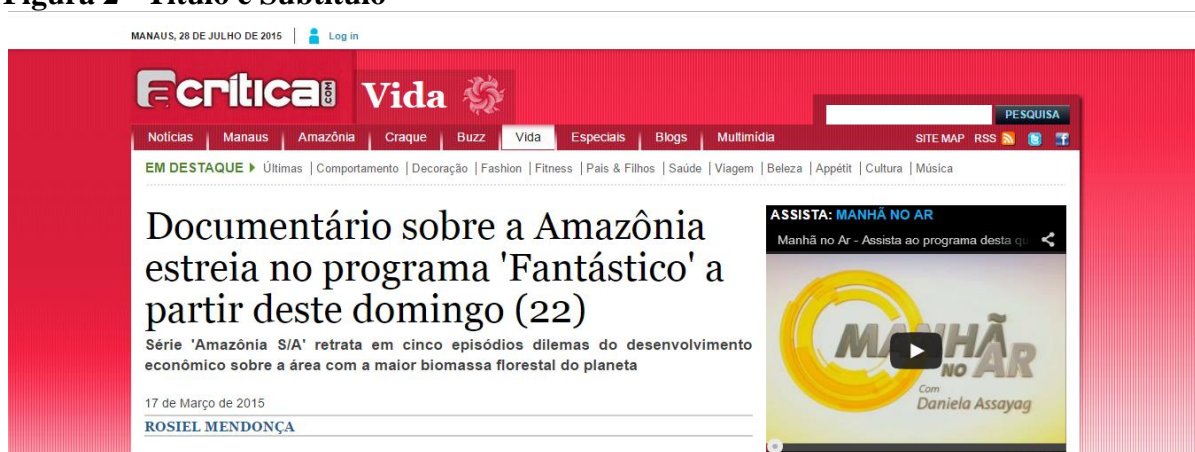 Figura 2 – Título e Subtítulo
MANAUS, 28 DE JULHO DE 2015 | Log in
acrítica.COM Vida
PESQUISA
Notícias | Manaus | Amazônia | Craque | Buzz | Vida | Especiais | Blogs | Multimídia SITE MAP RSS
EM DESTAQUE Últimas | Comportamento | Decoração | Fashion | Fitness | Pais & Filhos | Saúde | Viagem | Beleza | Appétit | Cultura | Música
Documentário sobre a Amazônia
estreia no programa 'Fantástico' a
partir deste domingo (22)
Série 'Amazônia S/A' retrata em cinco episódios dilemas do desenvolvimento
econômico sobre a área com a maior biomassa florestal do planeta
17 de Março de 2015
ROSIEL MENDONÇA
ASSISTA: MANHÃ NO AR
Manhã no Ar - Assista ao programa desta qu
MANHÃ
NO AR
Com
Daniela Assayag